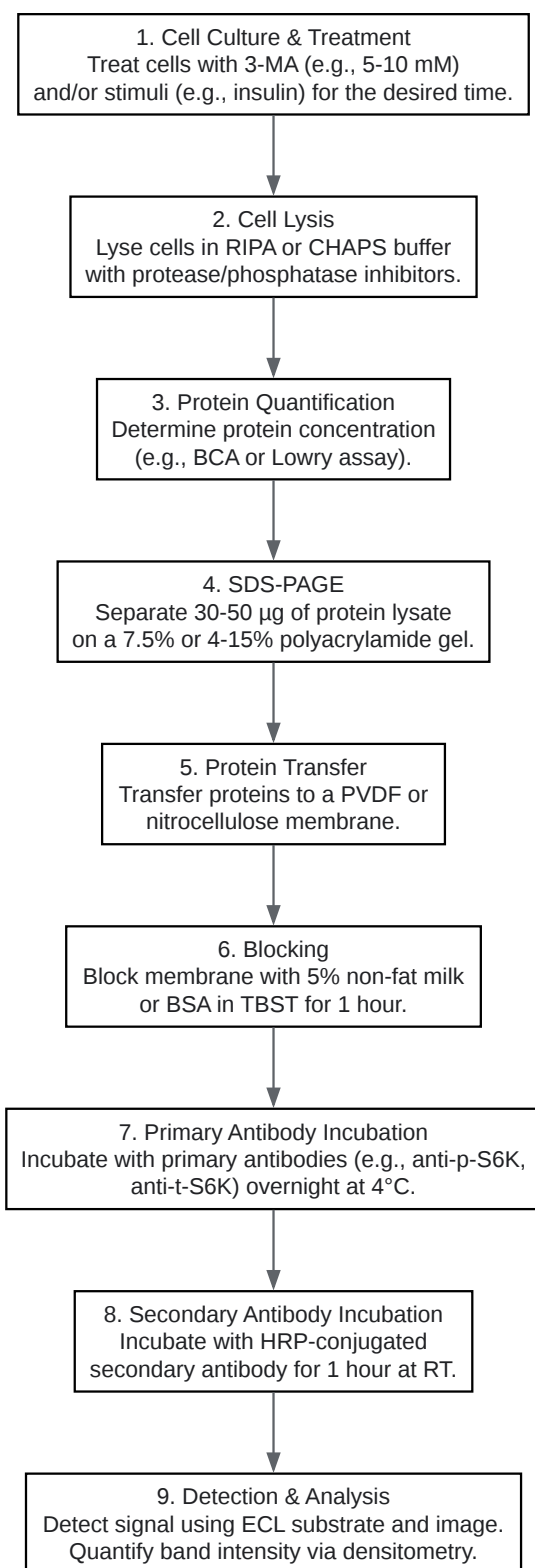 1. Cell Culture & Treatment
Treat cells with 3-MA (e.g., 5-10 mM)
and/or stimuli (e.g., insulin) for the desired time.
2. Cell Lysis
Lyse cells in RIPA or CHAPS buffer
with protease/phosphatase inhibitors.
3. Protein Quantification
Determine protein concentration
(e.g., BCA or Lowry assay).
4. SDS-PAGE
Separate 30-50 µg of protein lysate
on a 7.5% or 4-15% polyacrylamide gel.
5. Protein Transfer
Transfer proteins to a PVDF or
nitrocellulose membrane.
6. Blocking
Block membrane with 5% non-fat milk
or BSA in TBST for 1 hour.
7. Primary Antibody Incubation
Incubate with primary antibodies (e.g., anti-p-S6K,
anti-t-S6K) overnight at 4°C.
8. Secondary Antibody Incubation
Incubate with HRP-conjugated
secondary antibody for 1 hour at RT.
9. Detection & Analysis
Detect signal using ECL substrate and image.
Quantify band intensity via densitometry.